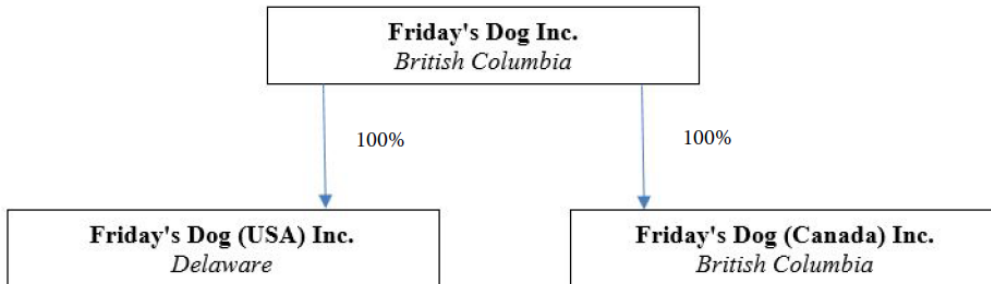 Friday's Dog Inc.
British Columbia
100%
100%
Friday's Dog (USA) Inc.
Delaware
Friday's Dog (Canada) Inc.
British Columbia